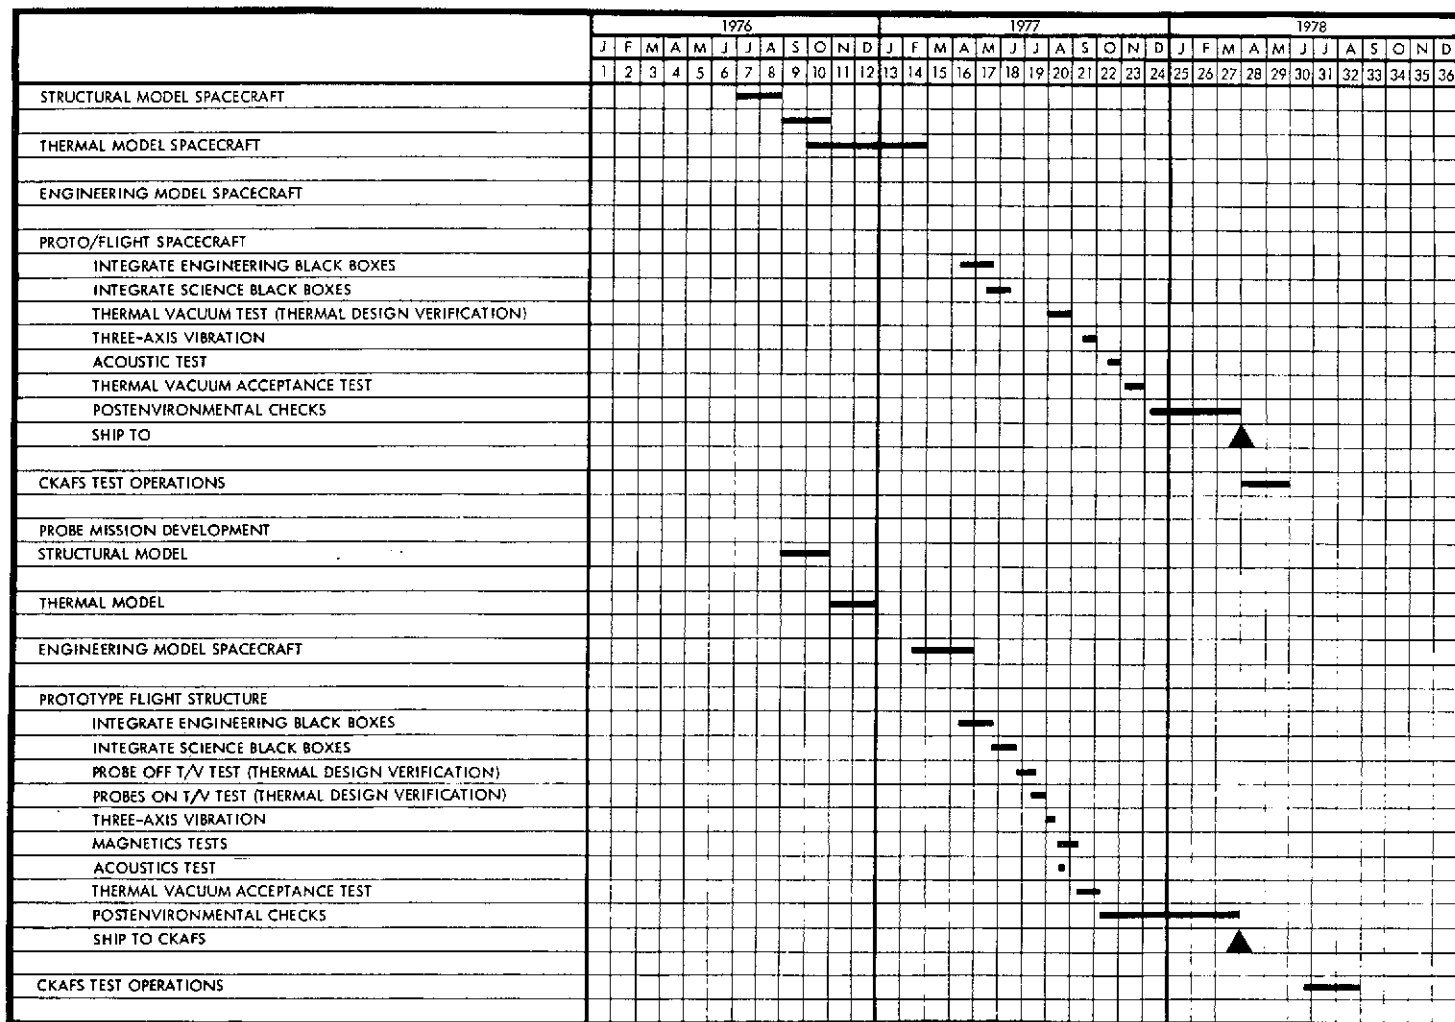 1976 1977 1978
J F M A M J J A S O N D J F M A M J J A S O N D J F M A M J J A S O N D
1 2 3 4 5 6 7 8 9 10 11 12 13 14 15 16 17 18 19 20 21 22 23 24 25 26 27 28 29 30 31 32 33 34 35 36
STRUCTURAL MODEL SPACECRAFT
THERMAL MODEL SPACECRAFT
ENGINEERING MODEL SPACECRAFT
PROTO/FLIGHT SPACECRAFT
INTEGRATE ENGINEERING BLACK BOXES
INTEGRATE SCIENCE BLACK BOXES
THERMAL VACUUM TEST (THERMAL DESIGN VERIFICATION)
THREE-AXIS VIBRATION
ACOUSTIC TEST
THERMAL VACUUM ACCEPTANCE TEST
POSTENVIRONMENTAL CHECKS
SHIP TO
CKAFS TEST OPERATIONS
PROBE MISSION DEVELOPMENT
STRUCTURAL MODEL
THERMAL MODEL
ENGINEERING MODEL SPACECRAFT
PROTOTYPE FLIGHT STRUCTURE
INTEGRATE ENGINEERING BLACK BOXES
INTEGRATE SCIENCE BLACK BOXES
PROBE OFF T/V TEST (THERMAL DESIGN VERIFICATION)
PROBES ON T/V TEST (THERMAL DESIGN VERIFICATION)
THREE-AXIS VIBRATION
MAGNETICS TESTS
ACOUSTICS TEST
THERMAL VACUUM ACCEPTANCE TEST
POSTENVIRONMENTAL CHECKS
SHIP TO CKAFS
CKAFS TEST OPERATIONS